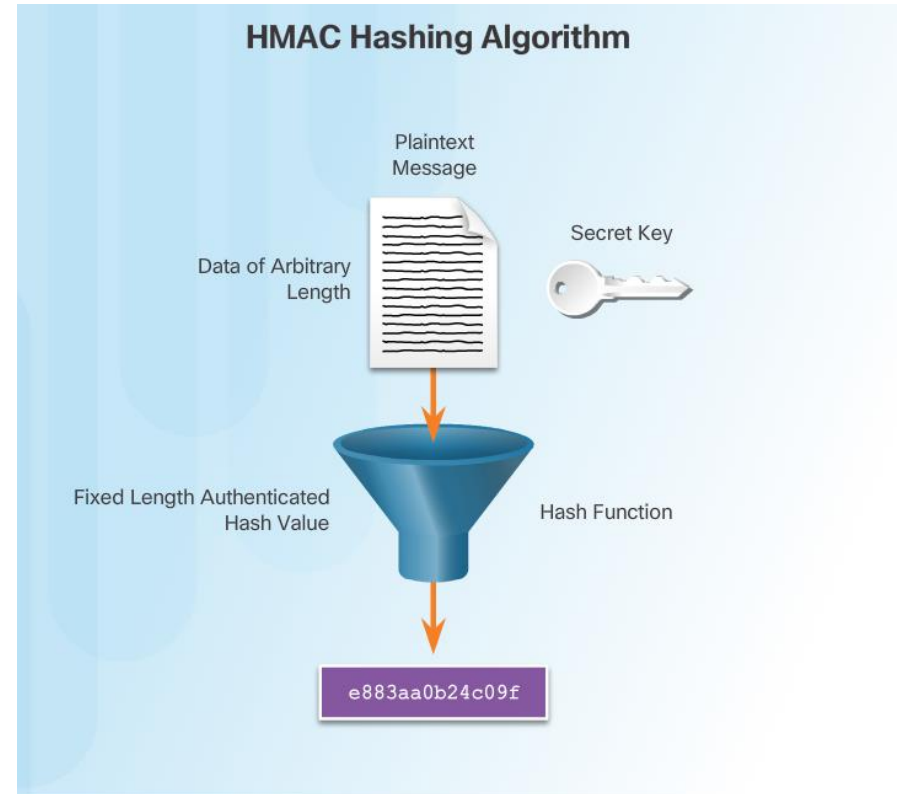 HMAC Hashing Algorithm
Plaintext
Message
Secret Key
Data of Arbitrary
Length
Fixed Length Authenticated
Hash Value
Hash Function
e883aa0b24c09f